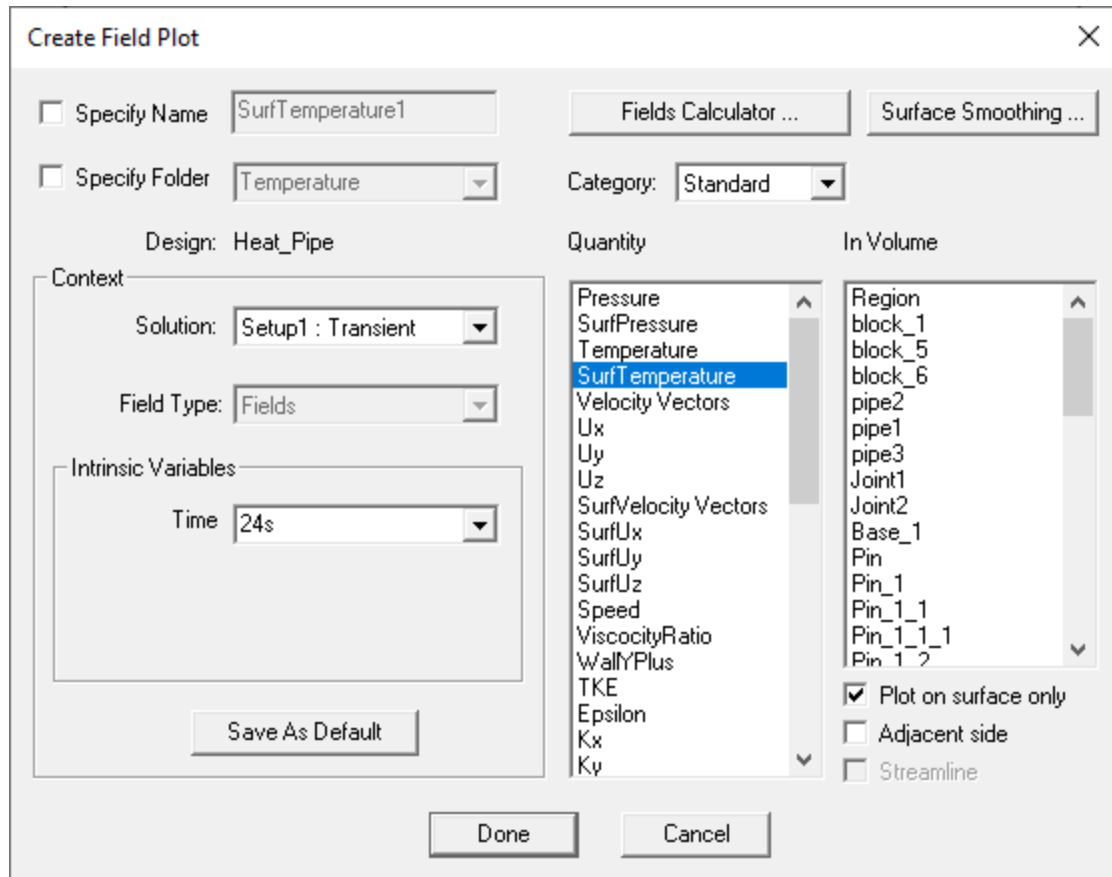 Create Field Plot
Specify Name
SurfTemperature1
Fields Calculator ...
Surface Smoothing ...
Specify Folder
Temperature
Category:
Standard
Design:
Heat_Pipe
Quantity
In Volume
Context
Solution:
Setup1 : Transient
Field Type:
Fields
Intrinsic Variables
Time
24s
Save As Default
Pressure
SurfPressure
Temperature
SurfTemperature
Velocity Vectors
Ux
Uy
Uz
SurfVelocity Vectors
SurfUx
SurfUy
SurfUz
Speed
ViscocityRatio
WallYPlus
TKE
Epsilon
Kx
Ky
Region
block_1
block_5
block_6
pipe2
pipe1
pipe3
Joint1
Joint2
Base_1
Pin
Pin_1
Pin_1_1
Pin_1_1_1
Pin_1_2
Plot on surface only
Adjacent side
Streamline
Done
Cancel